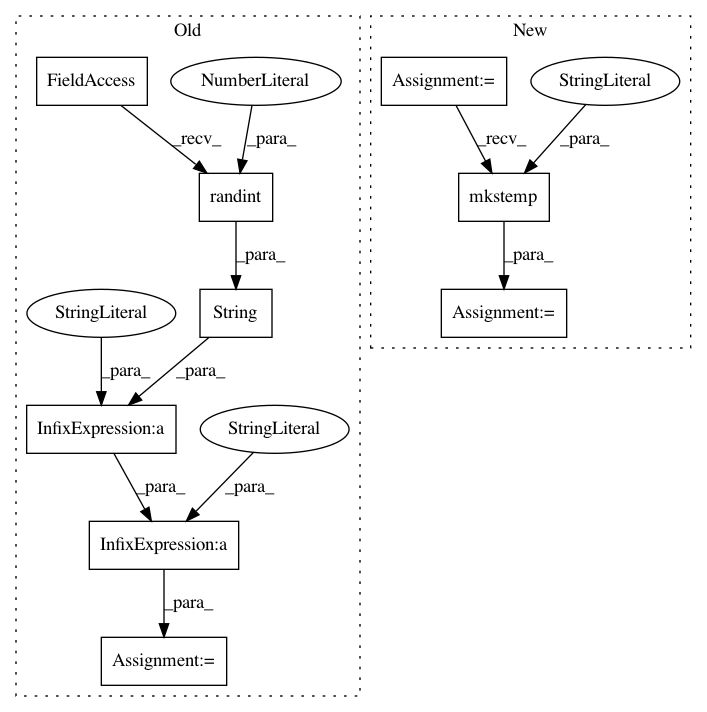 Old
New
FieldAccess
NumberLiteral
Assignment:=
StringLiteral
_recv_
_para_
_recv_
_para_
randint
mkstemp
_para_
_para_
StringLiteral
String
Assignment:=
_para_
_para_
InfixExpression:a
StringLiteral
_para_
_para_
InfixExpression:a
_para_
Assignment:=